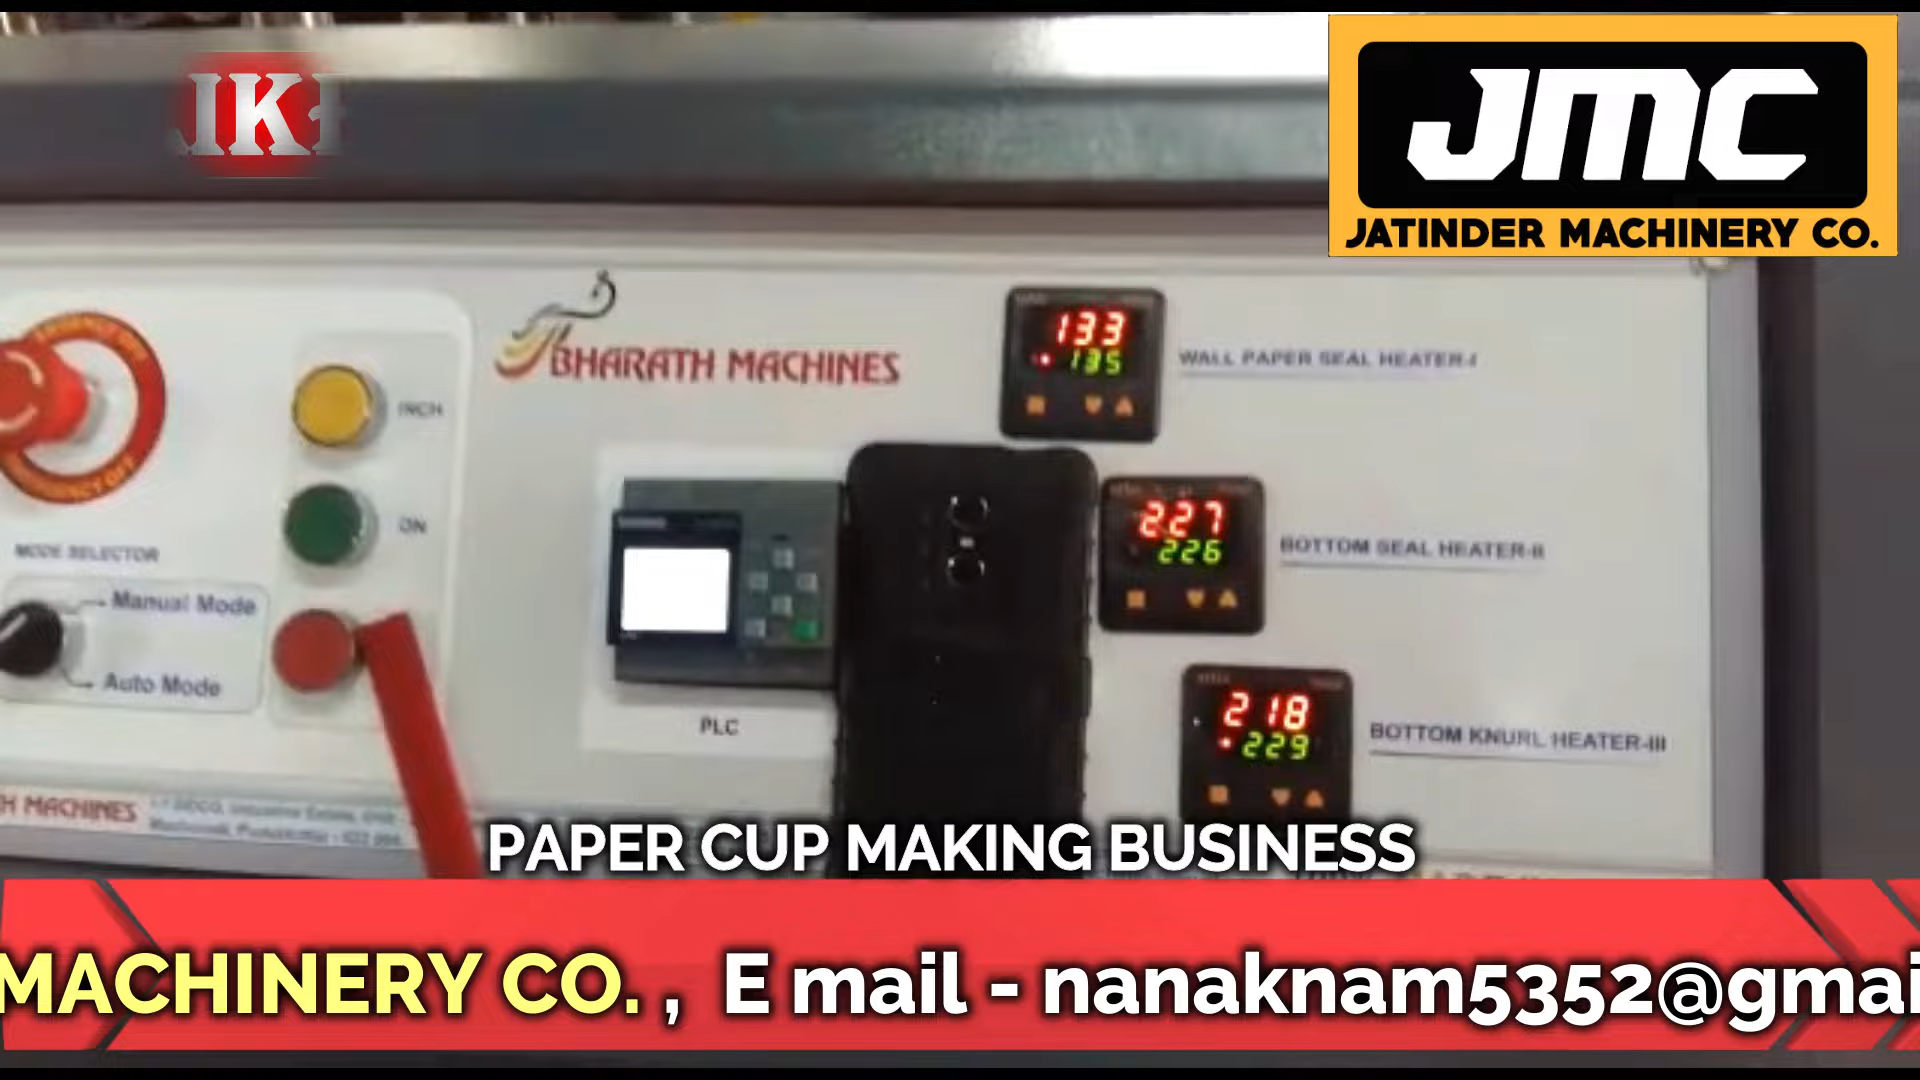 JK
JMC
JATINDER MACHINERY CO.
BHARATH MACHINES
133
135
WALL PAPER SEAL HEATER-I
INCH
ON
227
226
BOTTOM SEAL HEATER-II
MODE SELECTOR
Manual Mode
Auto Mode
PLC
218
229
BOTTOM KNURL HEATER-III
H MACHINES
PAPER CUP MAKING BUSINESS
MACHINERY CO. , E mail - nanaknam5352@gmai